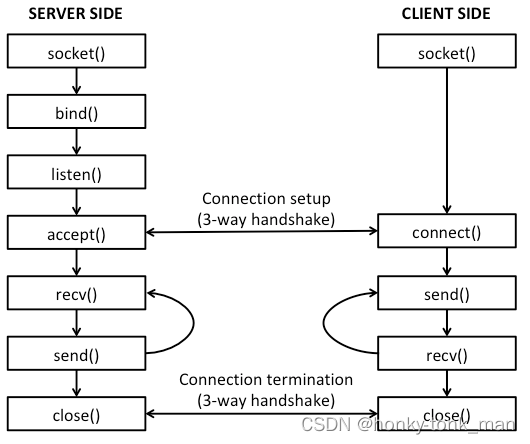 SERVER SIDE
CLIENT SIDE
socket()
socket()
bind()
listen()
Connection setup
(3-way handshake)
accept()
connect()
recv()
send()
send()
recv()
Connection termination
(3-way handshake)
close()
close()
CSDN @honky-tonk_man